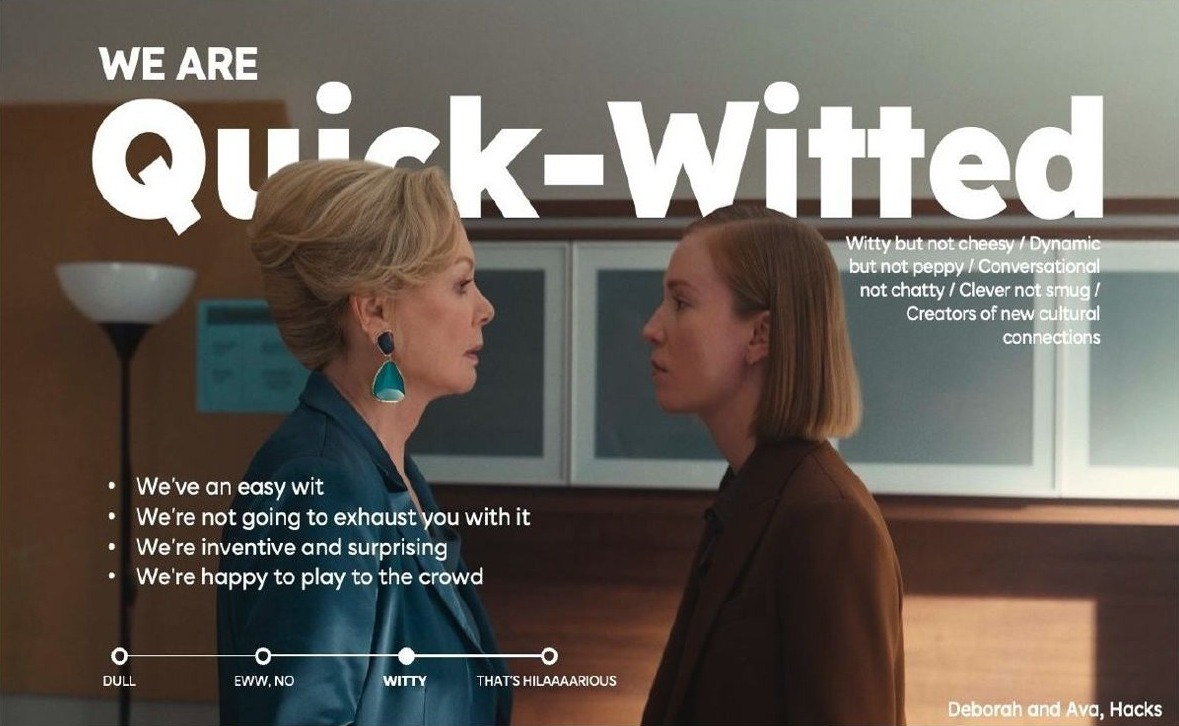 WE ARE
Quick-Witted
Witty but not cheesy / Dynamic
but not peppy / Conversational
not chatty / Clever not smug /
Creators of new cultural
connections
• We've an easy wit
• We're not going to exhaust you with it
• We're inventive and surprising
• We're happy to play to the crowd
DULL
EWW, NO
WITTY
THAT'S HILAAAARIOUS
Deborah and Ava, Hacks